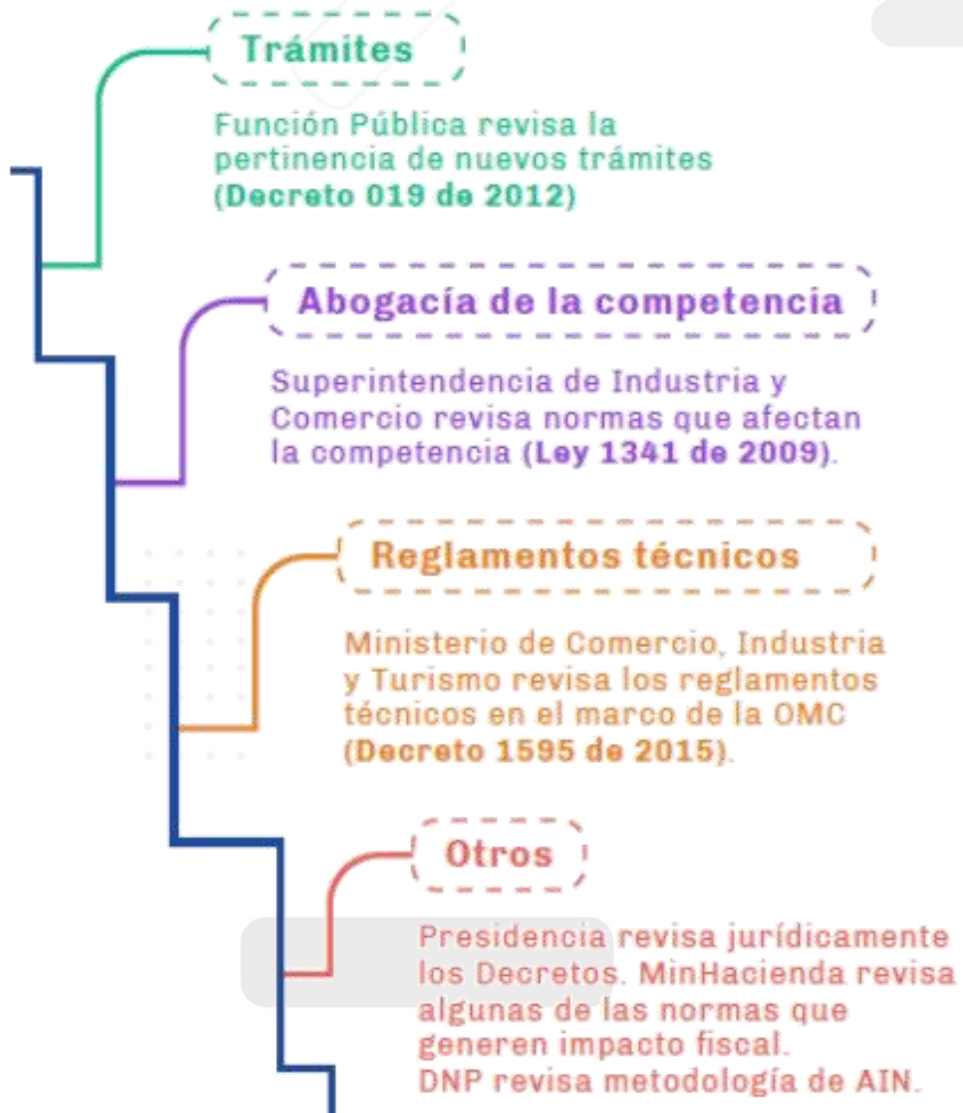 Trámites
Función Pública revisa la
pertinencia de nuevos trámites
(Decreto 019 de 2012)
Abogacía de la competencia
Superintendencia de Industria y
Comercio revisa normas que afectan
la competencia (Ley 1341 de 2009).
Reglamentos técnicos
Ministerio de Comercio, Industria
y Turismo revisa los reglamentos
técnicos en el marco de la OMC
(Decreto 1595 de 2015).
Otros
Presidencia revisa jurídicamente
los Decretos. MinHacienda revisa
algunas de las normas que
generen impacto fiscal.
DNP revisa metodología de AIN.